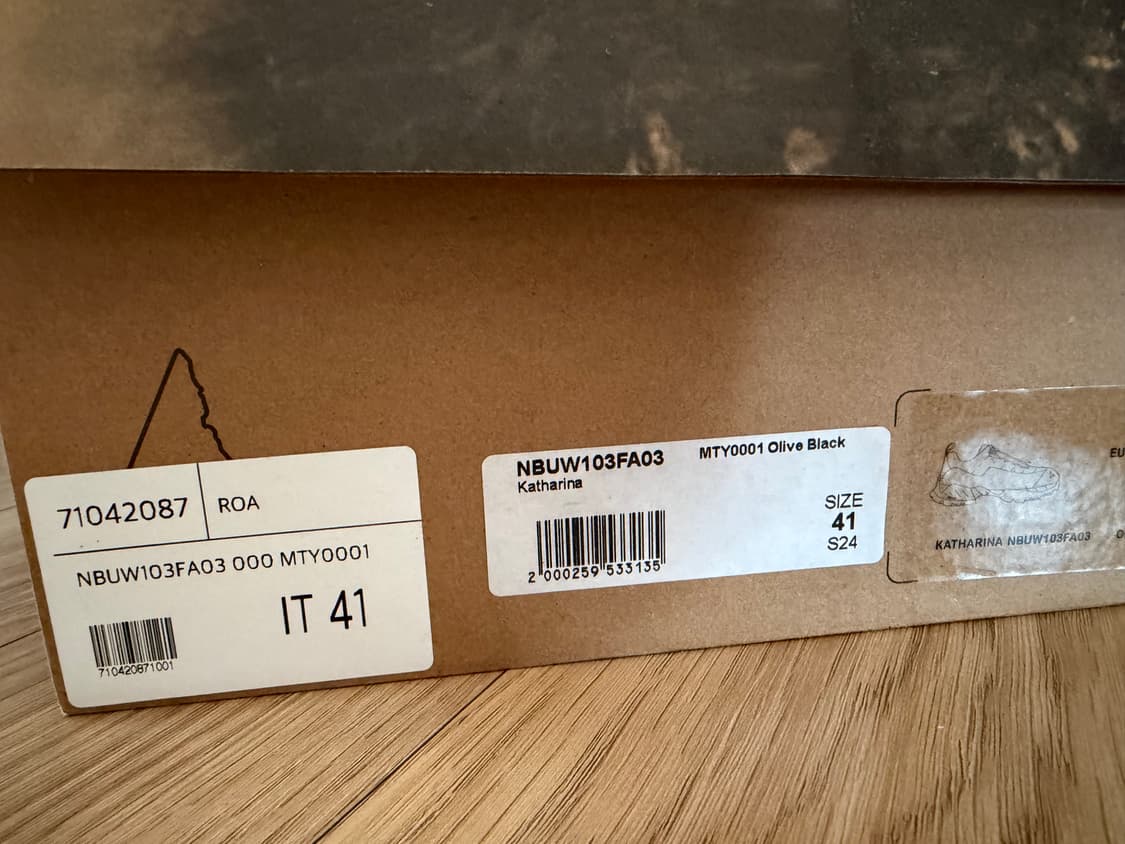 71042087 ROA
NBUW103FA03 000 MTY0001
IT 41
710420871001
NBUW103FA03 MTY0001 Olive Black
Katharina
SIZE
41
S24
2 000259 533135
EU
KATHARINA NBUW103FA03